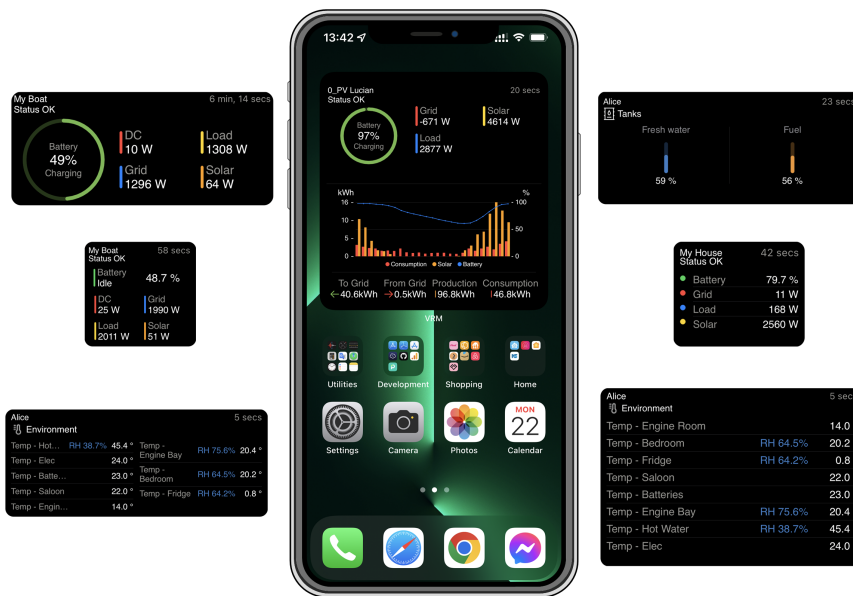 My Boat 6 min, 14 secs
Status OK
Battery
49%
Charging
DC
10 W
Load
1308 W
Grid
1296 W
Solar
64 W
My Boat 58 secs
Status OK
Battery
Idle
48.7 %
DC
25 W
Grid
1990 W
Load
2011 W
Solar
51 W
Alice 5 secs
Environment
Temp - Hot... RH 38.7% 45.4 °
Temp - Elec 24.0 °
Temp - Batte... 23.0 °
Temp - Saloon 22.0 °
Temp - Engin... 14.0 °
Temp - Engine Bay RH 75.6% 20.4 °
Temp - Bedroom RH 64.5% 20.2 °
Temp - Fridge RH 64.2% 0.8 °
13:42
0_PV Lucian 20 secs
Status OK
Battery
97%
Charging
Grid
-671 W
Solar
4614 W
Load
2877 W
kWh %
16 100
10 50
5
0 0
Consumption Solar Battery
To Grid From Grid Production Consumption
←40.6kWh →0.5kWh 96.8kWh 46.8kWh
VRM
Utilities Development Shopping Home
MON
22
Settings Camera Photos Calendar
Alice 23 secs
Tanks
Fresh water Fuel
59 % 56 %
My House 42 secs
Status OK
Battery 79.7 %
Grid 11 W
Load 168 W
Solar 2560 W
Alice 5 sec
Environment
Temp - Engine Room 14.0
Temp - Bedroom RH 64.5% 20.2
Temp - Fridge RH 64.2% 0.8
Temp - Saloon 22.0
Temp - Batteries 23.0
Temp - Engine Bay RH 75.6% 20.4
Temp - Hot Water RH 38.7% 45.4
Temp - Elec 24.0